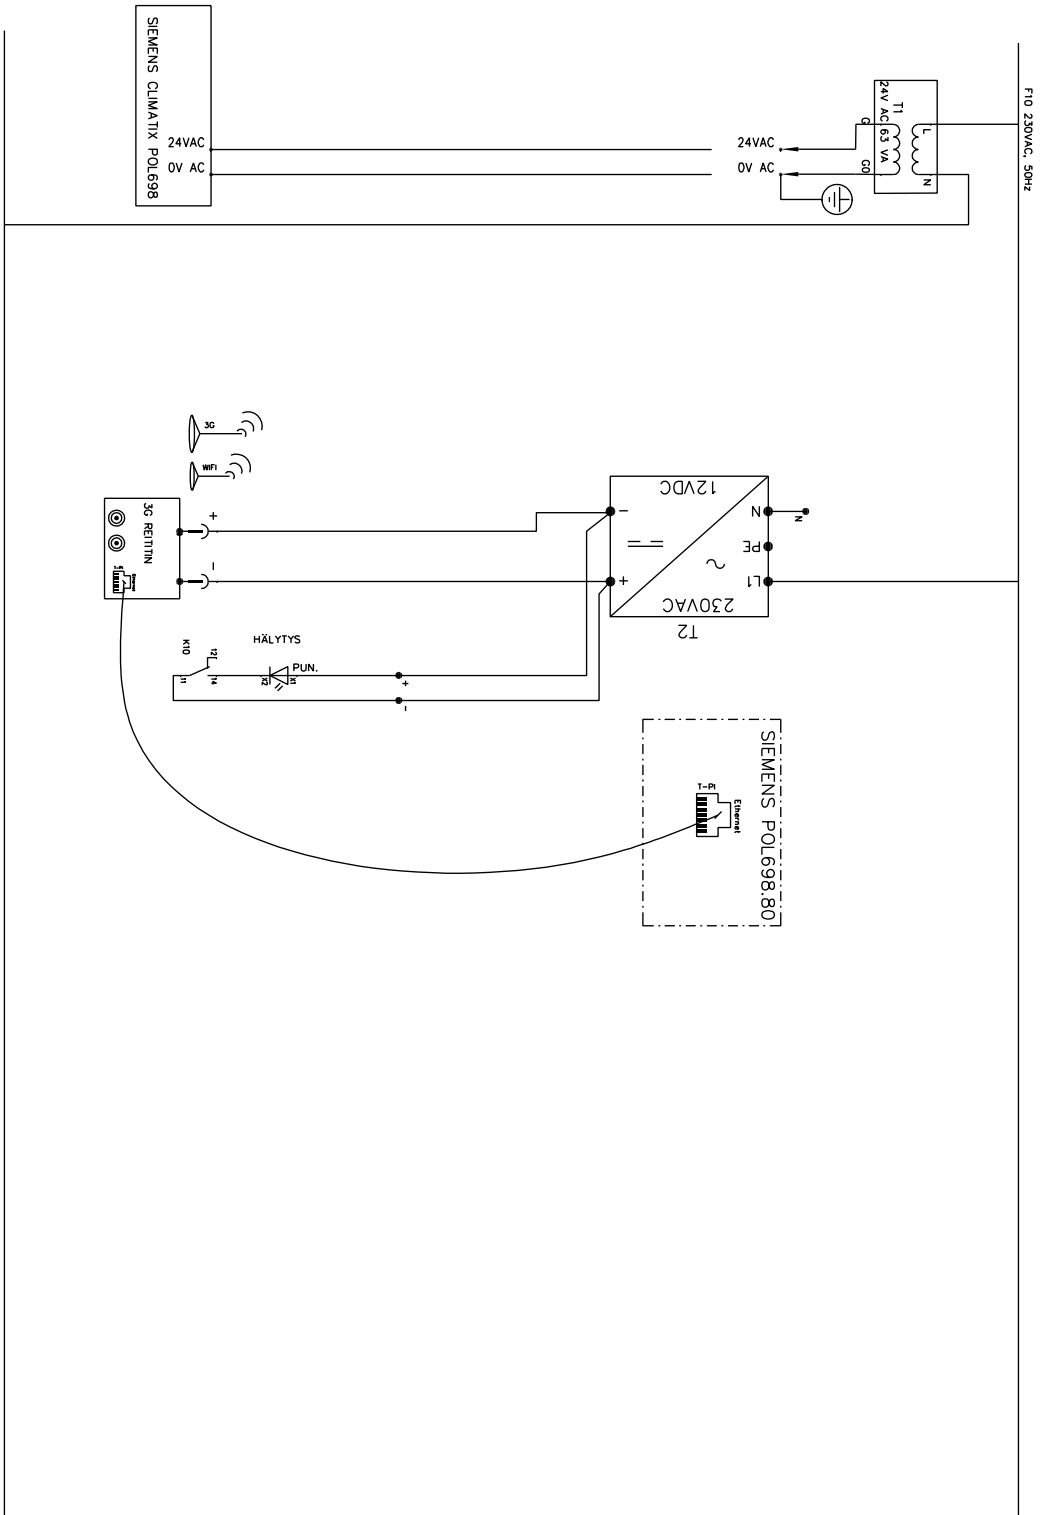 F10 230VAC, 50Hz
SIEMENS CLIMATIX POL698
24VAC
0V AC
24VAC
0V AC
T1
24V AC 63 VA
G
G0
L
N
3G
WIFI
3G REITITIN
+
-
Ethernet
12VDC
-
+
N
PE
L1
N
~
230VAC
T2
HÄLYTYS
K10
12
11
14
X2
X1
PUN.
+
-
SIEMENS POL698.80
T-PI
Ethernet